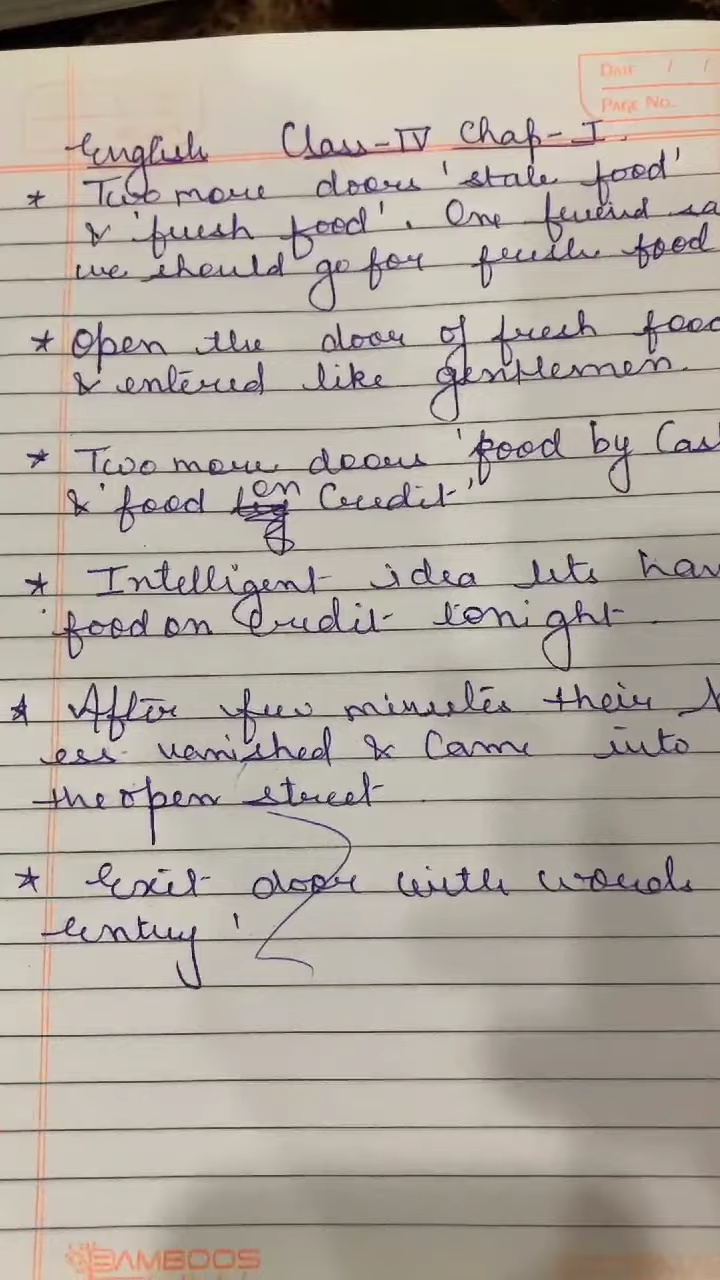 Date / /
Page No.
English Class-IV Chap-I.
* Two more doors 'stale food'
& 'fresh food'. One friend sa
we should go for fresh food
* Open the door of fresh food
& entered like gentlemen.
* Two more doors 'food by Cas
& 'food on Credit'
* Intelligent idea lets hav
food on Credit tonight.
* After few minutes their
ess vanished & Came into
the open street
* Exit door with words
Entry'
BAMBOOS